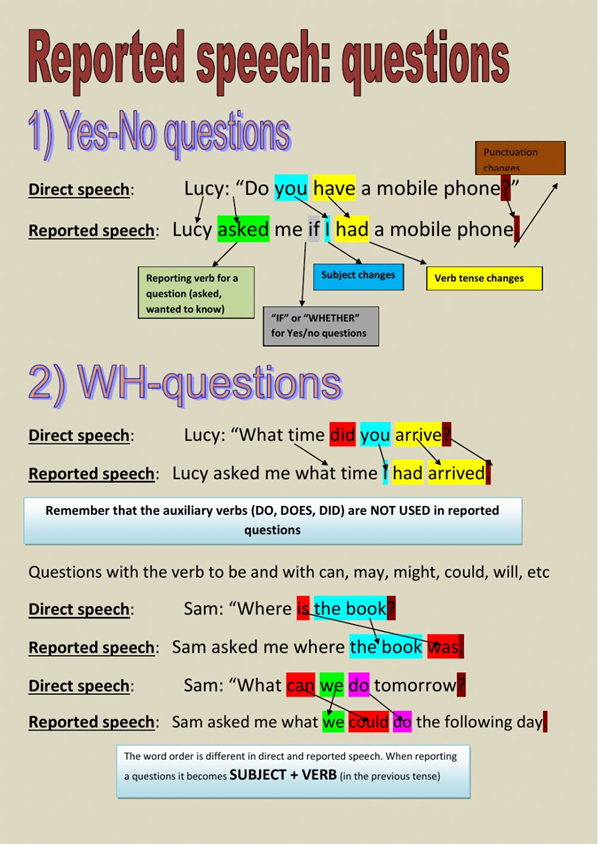 Reported speech: questions
1) Yes-No questions
Punctuation
changes
Direct speech: Lucy: “Do you have a mobile phone?”
Reported speech: Lucy asked me if I had a mobile phone.
Reporting verb for a
question (asked,
wanted to know)
Subject changes
Verb tense changes
“IF” or “WHETHER”
for Yes/no questions
2) WH-questions
Direct speech: Lucy: “What time did you arrive?
Reported speech: Lucy asked me what time I had arrived.
Remember that the auxiliary verbs (DO, DOES, DID) are NOT USED in reported
questions
Questions with the verb to be and with can, may, might, could, will, etc
Direct speech: Sam: “Where is the book?
Reported speech: Sam asked me where the book was.
Direct speech: Sam: “What can we do tomorrow?
Reported speech: Sam asked me what we could do the following day.
The word order is different in direct and reported speech. When reporting
a questions it becomes SUBJECT + VERB (in the previous tense)